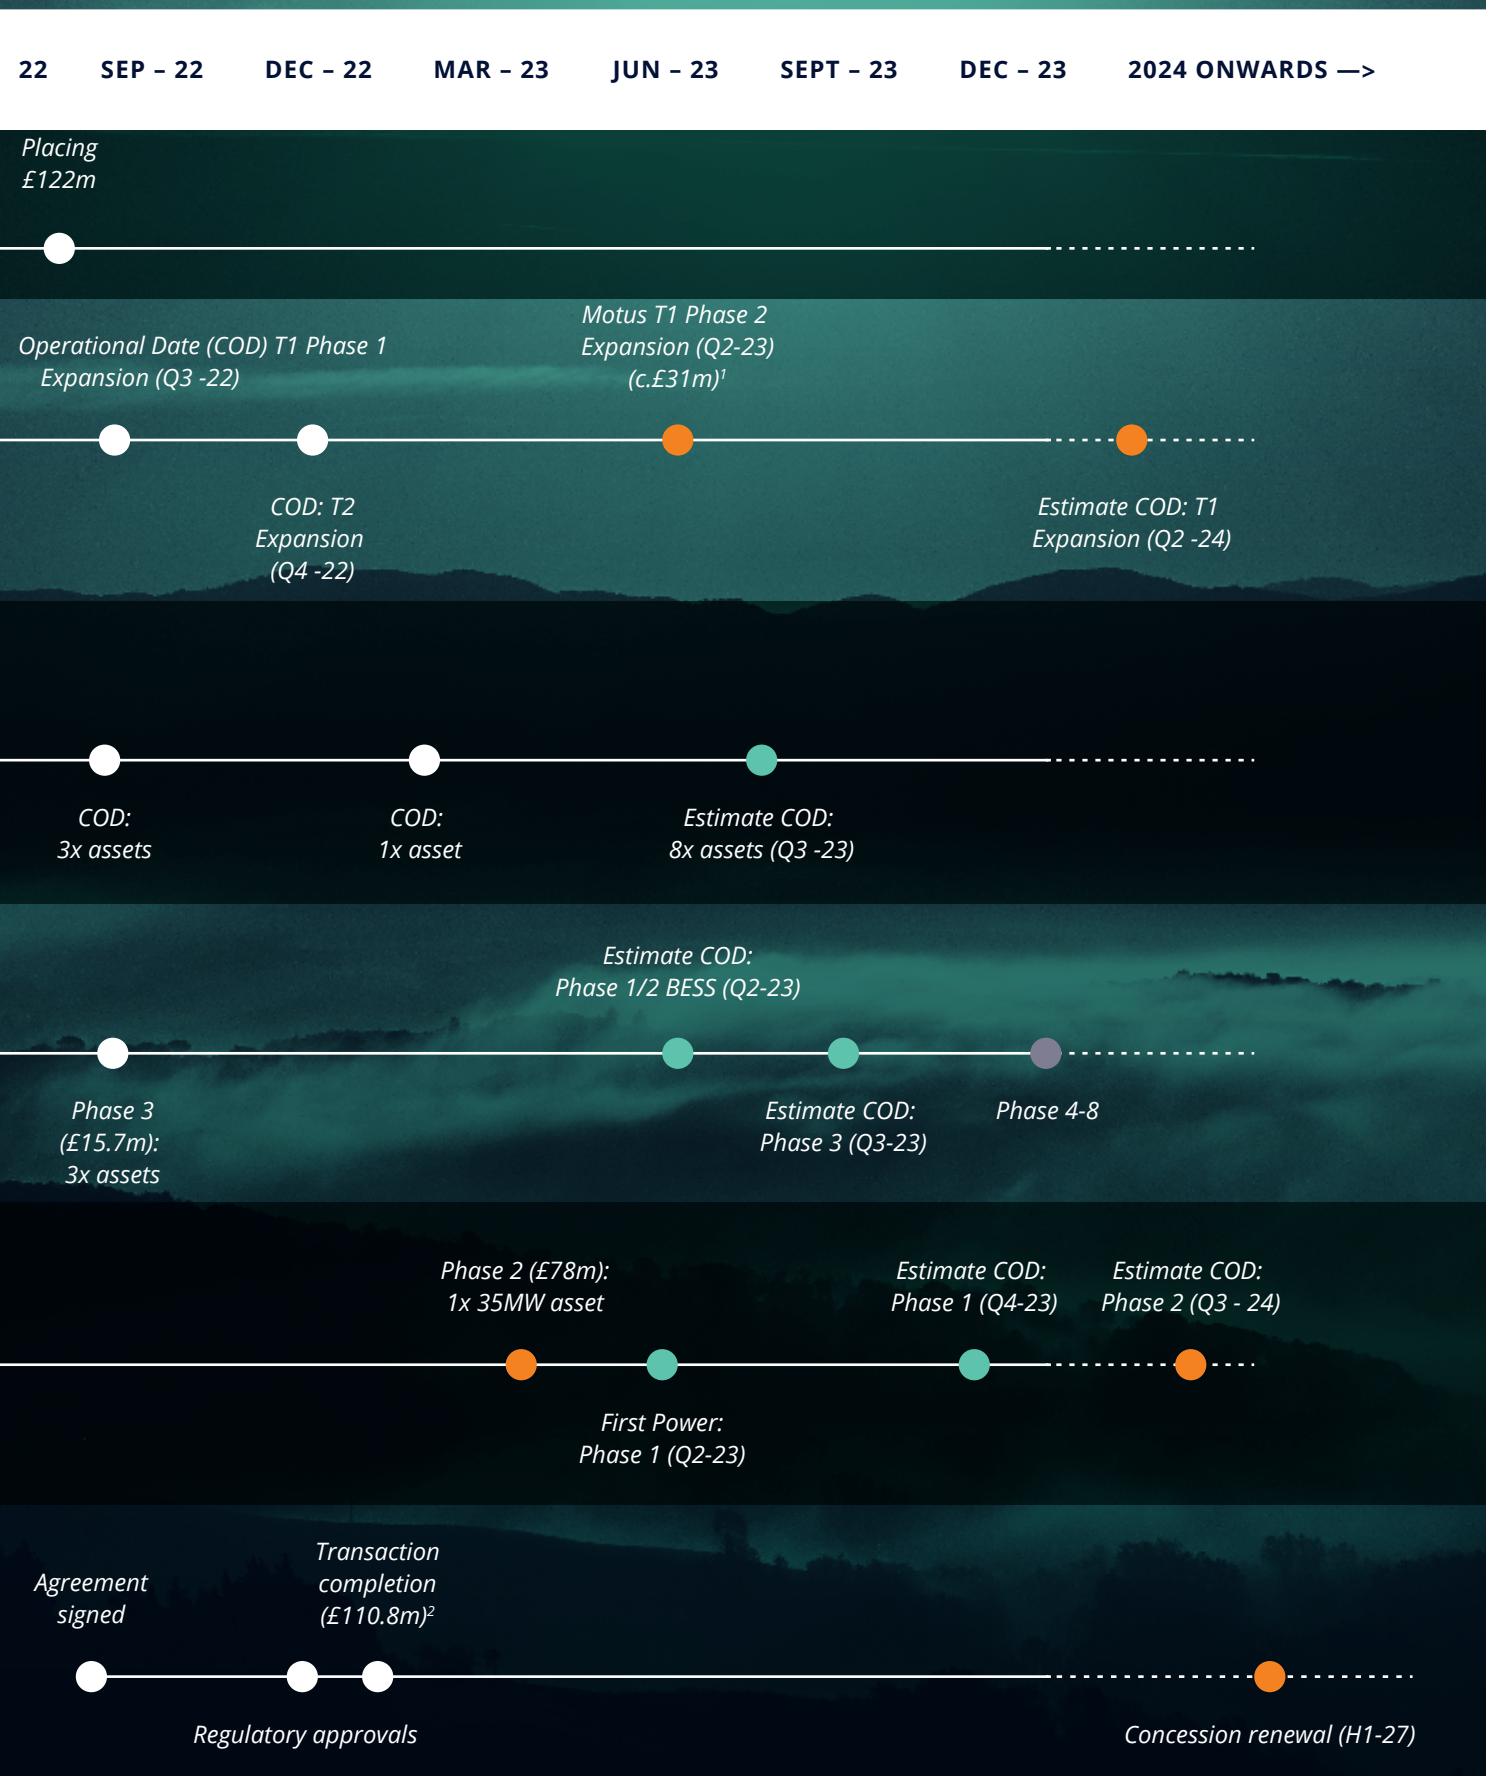 22 SEP – 22 DEC – 22 MAR – 23 JUN – 23 SEPT – 23 DEC – 23 2024 ONWARDS —>
Placing
£122m
Motus T1 Phase 2
Expansion (Q2-23)
(c.£31m)1
Operational Date (COD) T1 Phase 1
Expansion (Q3 -22)
COD: T2
Expansion
(Q4 -22)
Estimate COD: T1
Expansion (Q2 -24)
COD:
3x assets
COD:
1x asset
Estimate COD:
8x assets (Q3 -23)
Estimate COD:
Phase 1/2 BESS (Q2-23)
Phase 3
(£15.7m):
3x assets
Estimate COD:
Phase 3 (Q3-23)
Phase 4-8
Phase 2 (£78m):
1x 35MW asset
Estimate COD:
Phase 1 (Q4-23)
Estimate COD:
Phase 2 (Q3 - 24)
First Power:
Phase 1 (Q2-23)
Agreement
signed
Transaction
completion
(£110.8m)2
Regulatory approvals
Concession renewal (H1-27)